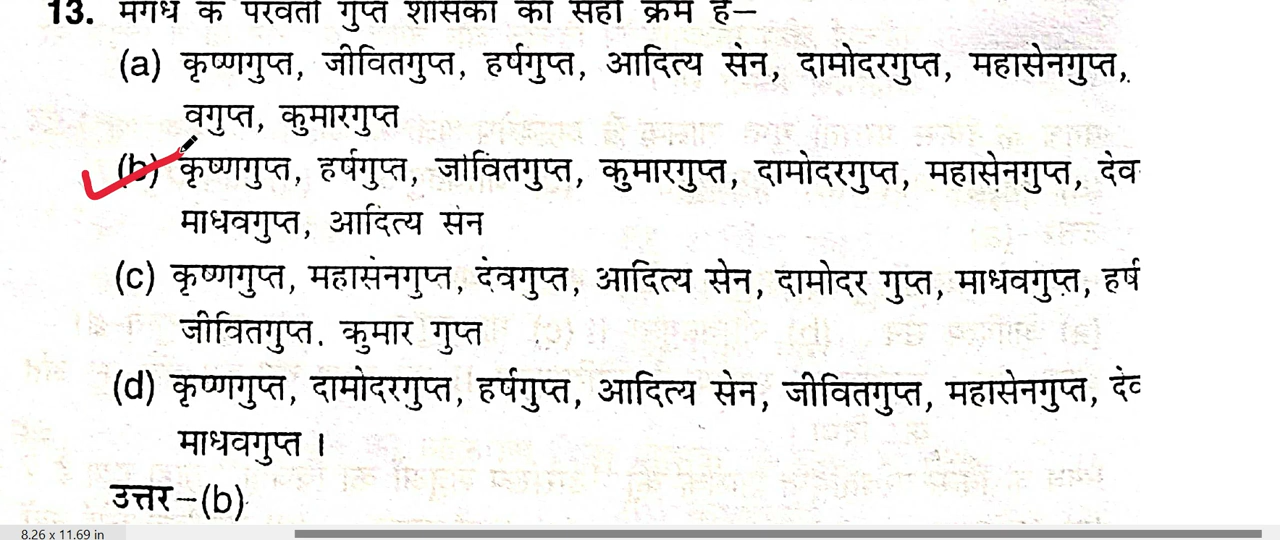 13. मगध के परवर्ती गुप्त शासकों का सही क्रम है–
(a) कृष्णगुप्त, जीवितगुप्त, हर्षगुप्त, आदित्य सेन, दामोदरगुप्त, महासेनगुप्त,
वगुप्त, कुमारगुप्त
(b) कृष्णगुप्त, हर्षगुप्त, जीवितगुप्त, कुमारगुप्त, दामोदरगुप्त, महासेनगुप्त, देव
माधवगुप्त, आदित्य सेन
(c) कृष्णगुप्त, महासेनगुप्त, देवगुप्त, आदित्य सेन, दामोदर गुप्त, माधवगुप्त, हर्ष
जीवितगुप्त. कुमार गुप्त
(d) कृष्णगुप्त, दामोदरगुप्त, हर्षगुप्त, आदित्य सेन, जीवितगुप्त, महासेनगुप्त, देव
माधवगुप्त ।
उत्तर–(b)
8.26 x 11.69 in